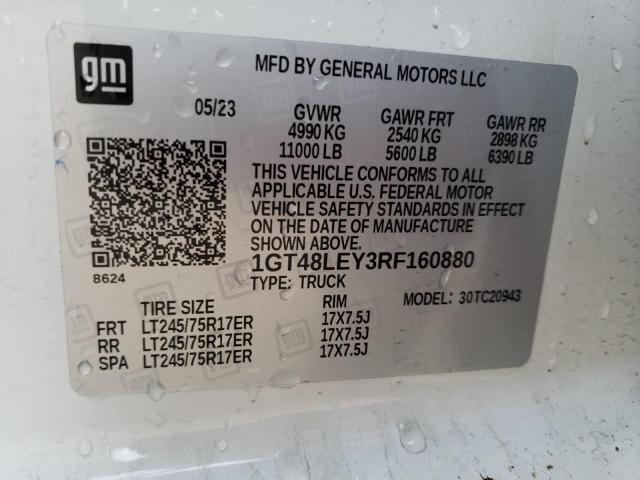 gm
MFD BY GENERAL MOTORS LLC
05/23 GVWR GAWR FRT GAWR RR
4990 KG 2540 KG 2898 KG
11000 LB 5600 LB 6390 LB
THIS VEHICLE CONFORMS TO ALL
APPLICABLE U.S. FEDERAL MOTOR
VEHICLE SAFETY STANDARDS IN EFFECT
ON THE DATE OF MANUFACTURE
SHOWN ABOVE.
8624
1GT48LEY3RF160880
TYPE: TRUCK MODEL: 30TC20943
TIRE SIZE RIM
FRT LT245/75R17ER 17X7.5J
RR LT245/75R17ER 17X7.5J
SPA LT245/75R17ER 17X7.5J